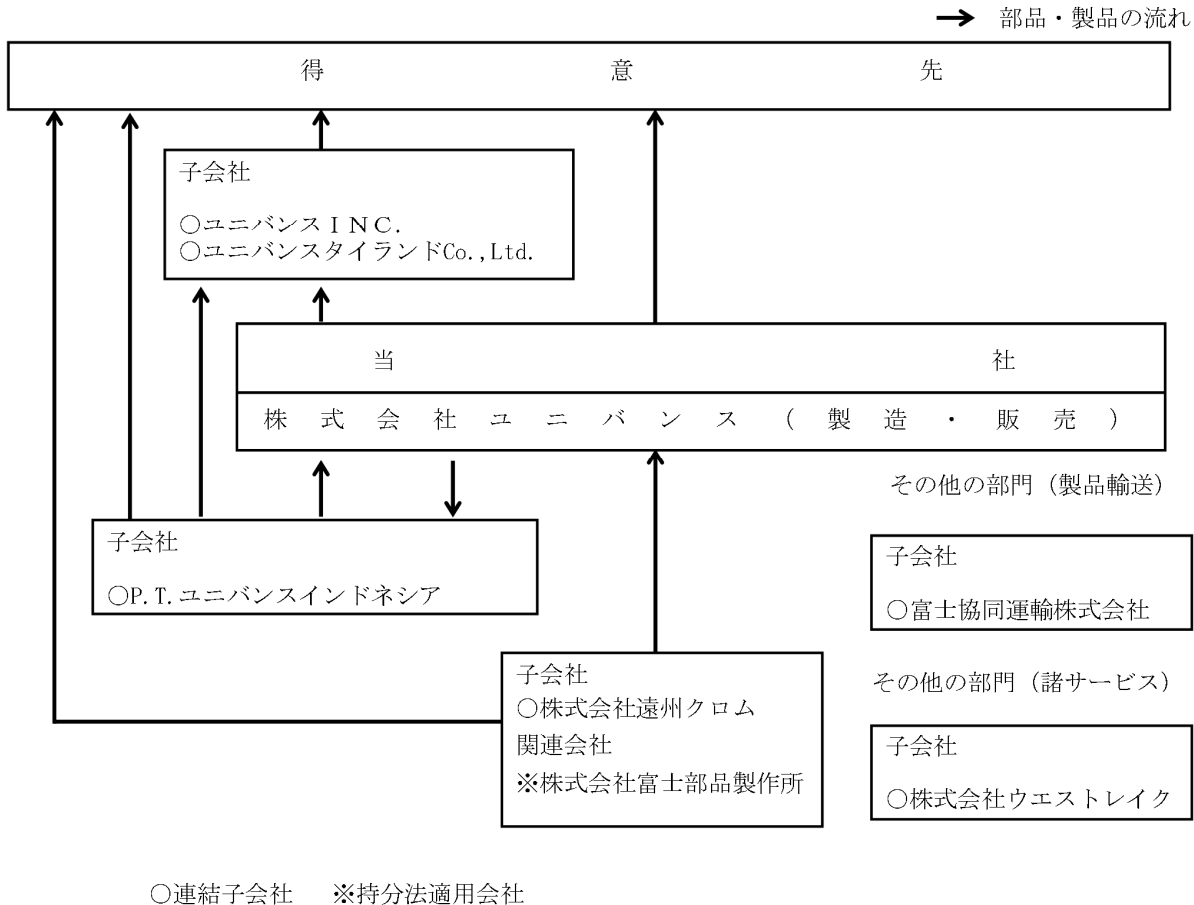 部品・製品の流れ
得意先
子会社
○ユニバンスＩＮＣ.
○ユニバンスタイランドCo.,Ltd.
当社
株式会社ユニバンス（製造・販売）
その他の部門（製品輸送）
子会社
○P.T.ユニバンスインドネシア
子会社
○富士協同運輸株式会社
子会社
○株式会社遠州クロム
関連会社
※株式会社富士部品製作所
その他の部門（諸サービス）
子会社
○株式会社ウエストレイク
○連結子会社　※持分法適用会社